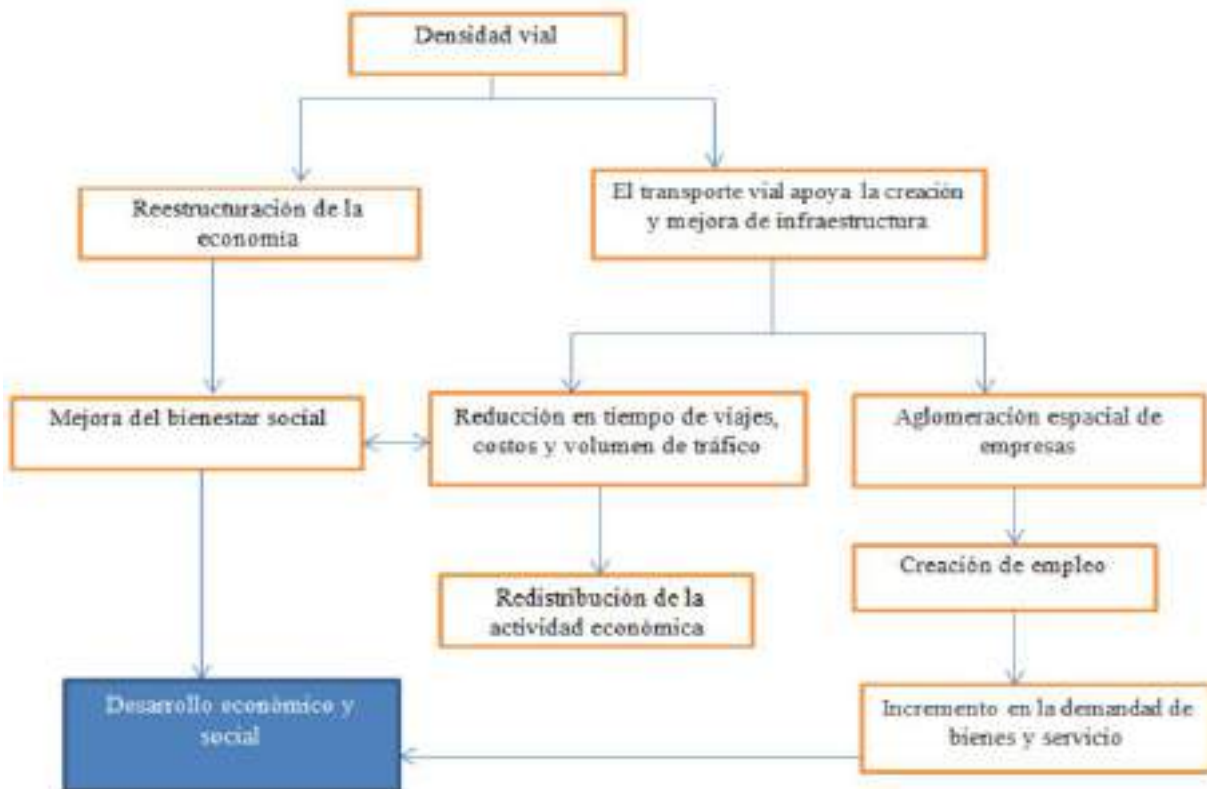 Densidad vial
Reestructuración de la
economía
El transporte vial apoya la creación
y mejora de infraestructura
Mejora del bienestar social
Reducción en tiempo de viajes,
costos y volumen de tráfico
Aglomeración espacial de
empresas
Creación de empleo
Redistribución de la
actividad económica
Desarrollo económico y
social
Incremento en la demandad de
bienes y servicio